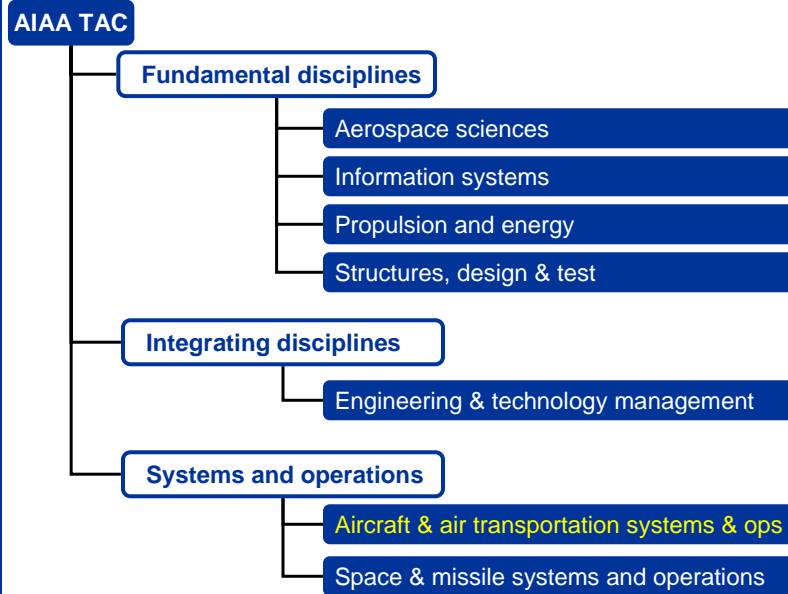 AIAA TAC
Fundamental disciplines
Aerospace sciences
Information systems
Propulsion and energy
Structures, design & test
Integrating disciplines
Engineering & technology management
Systems and operations
Aircraft & air transportation systems & ops
Space & missile systems and operations